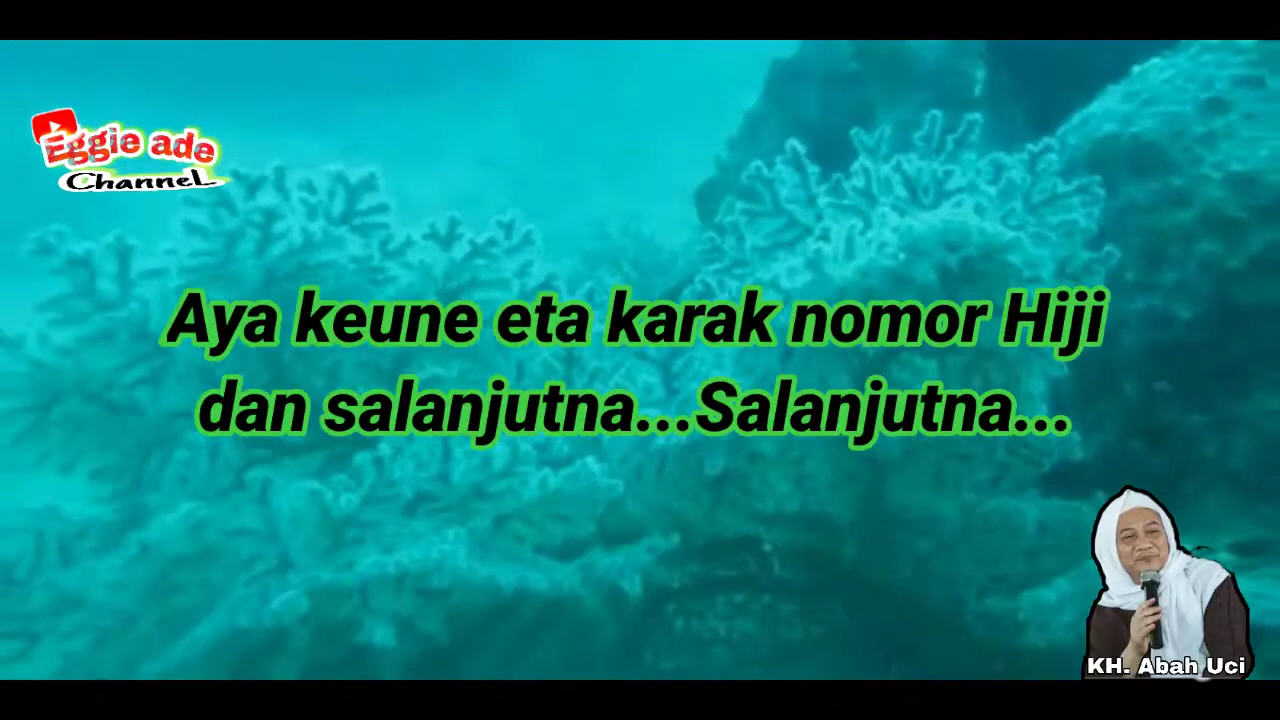 Eggie ade
Channel
Aya keune eta karak nomor Hiji
dan salanjutna...Salanjutna...
KH. Abah Uci